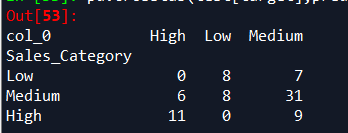 Out[53]:
col_0 High Low Medium
Sales_Category
Low 0 8 7
Medium 6 8 31
High 11 0 9